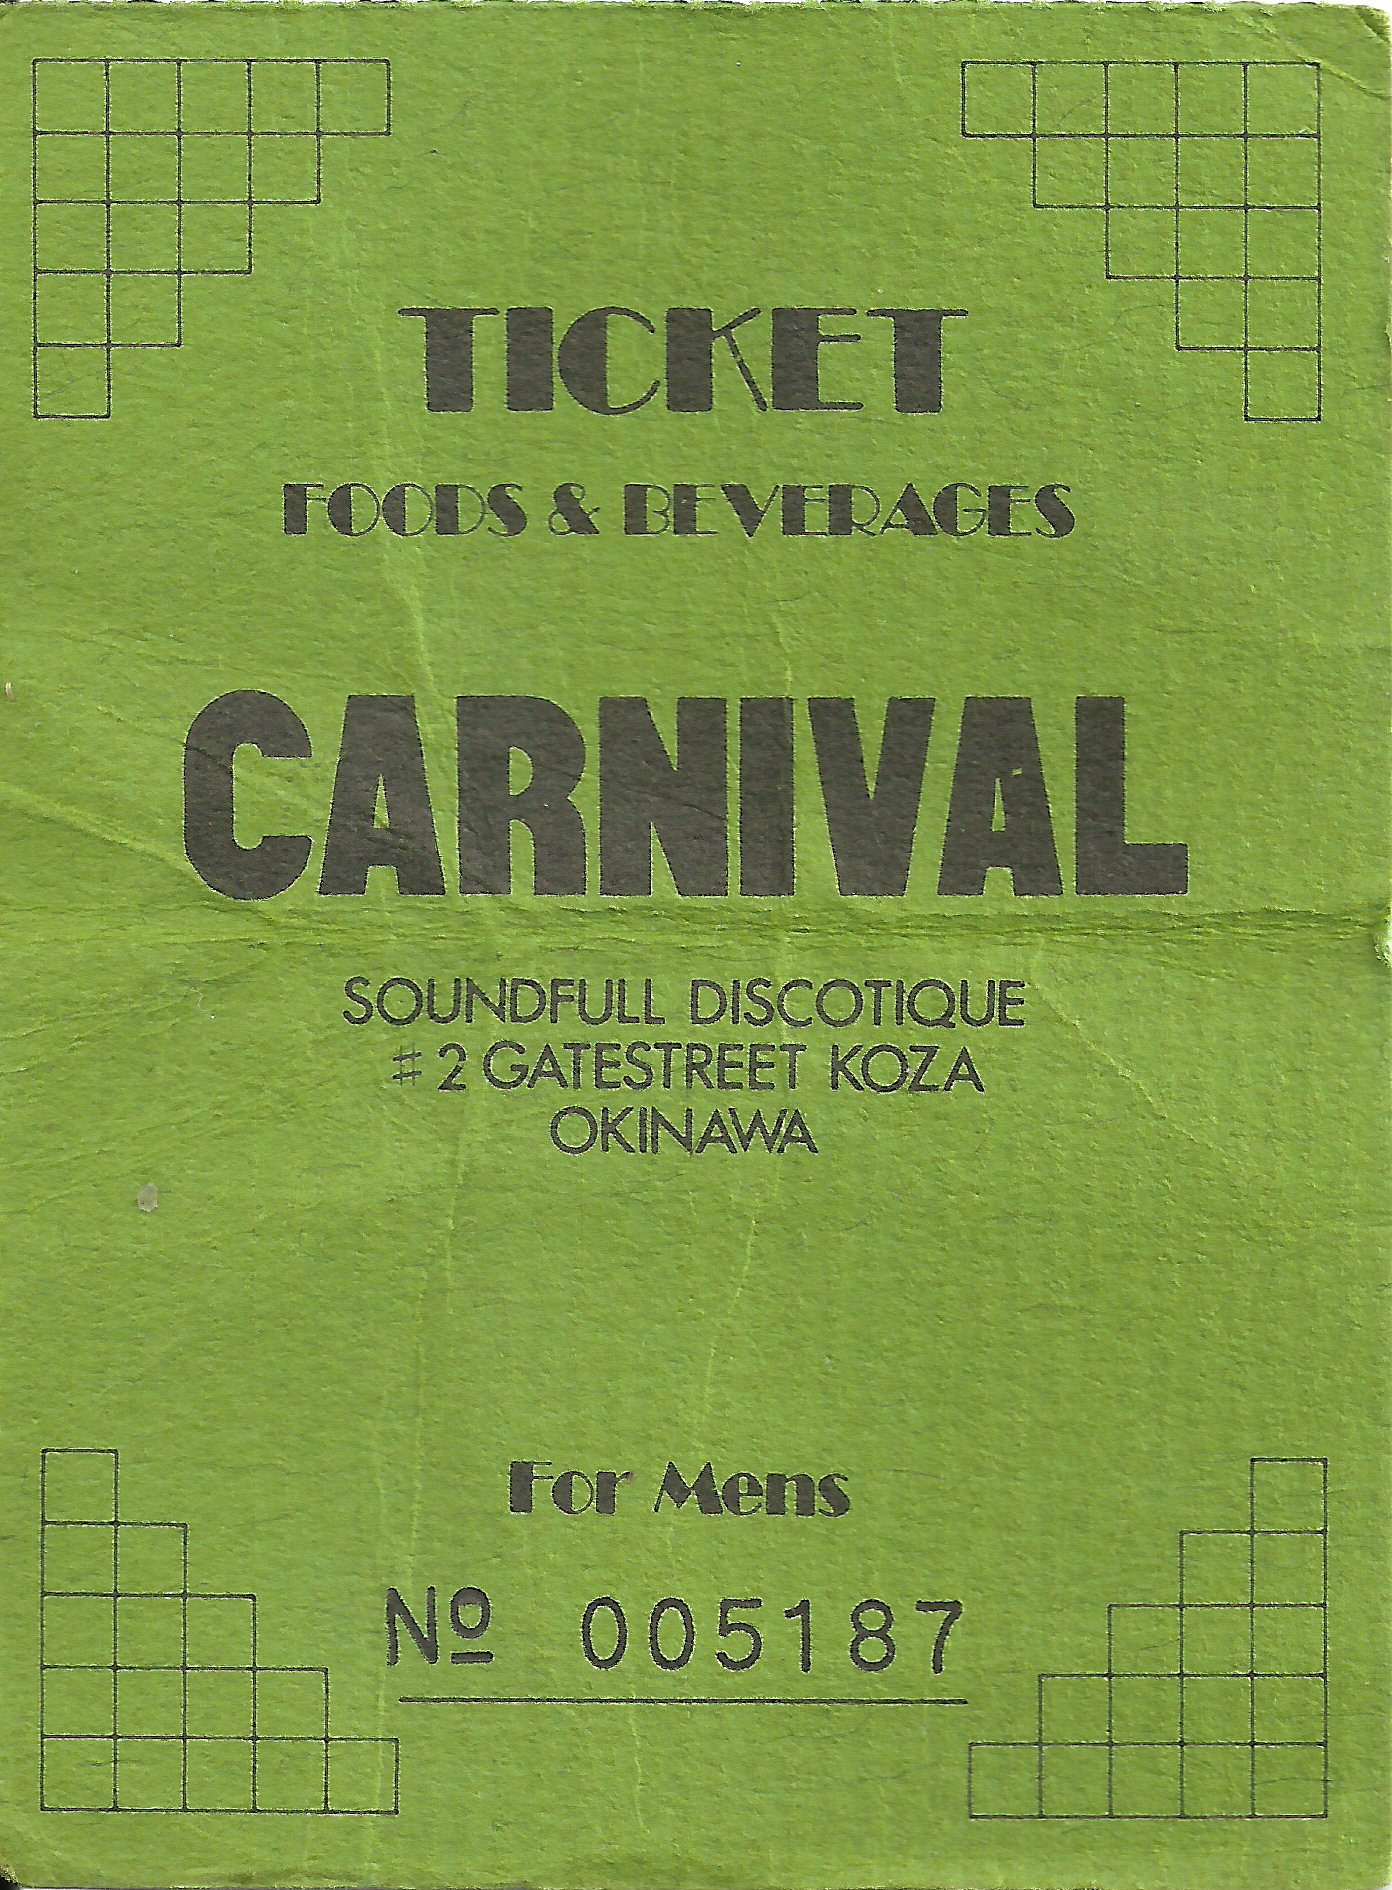 TICKET
FOODS & BEVERAGES
CARNIVAL
SOUNDFULL DISCOTIQUE
# 2 GATESTREET KOZA
OKINAWA
For Mens
Nº 005187